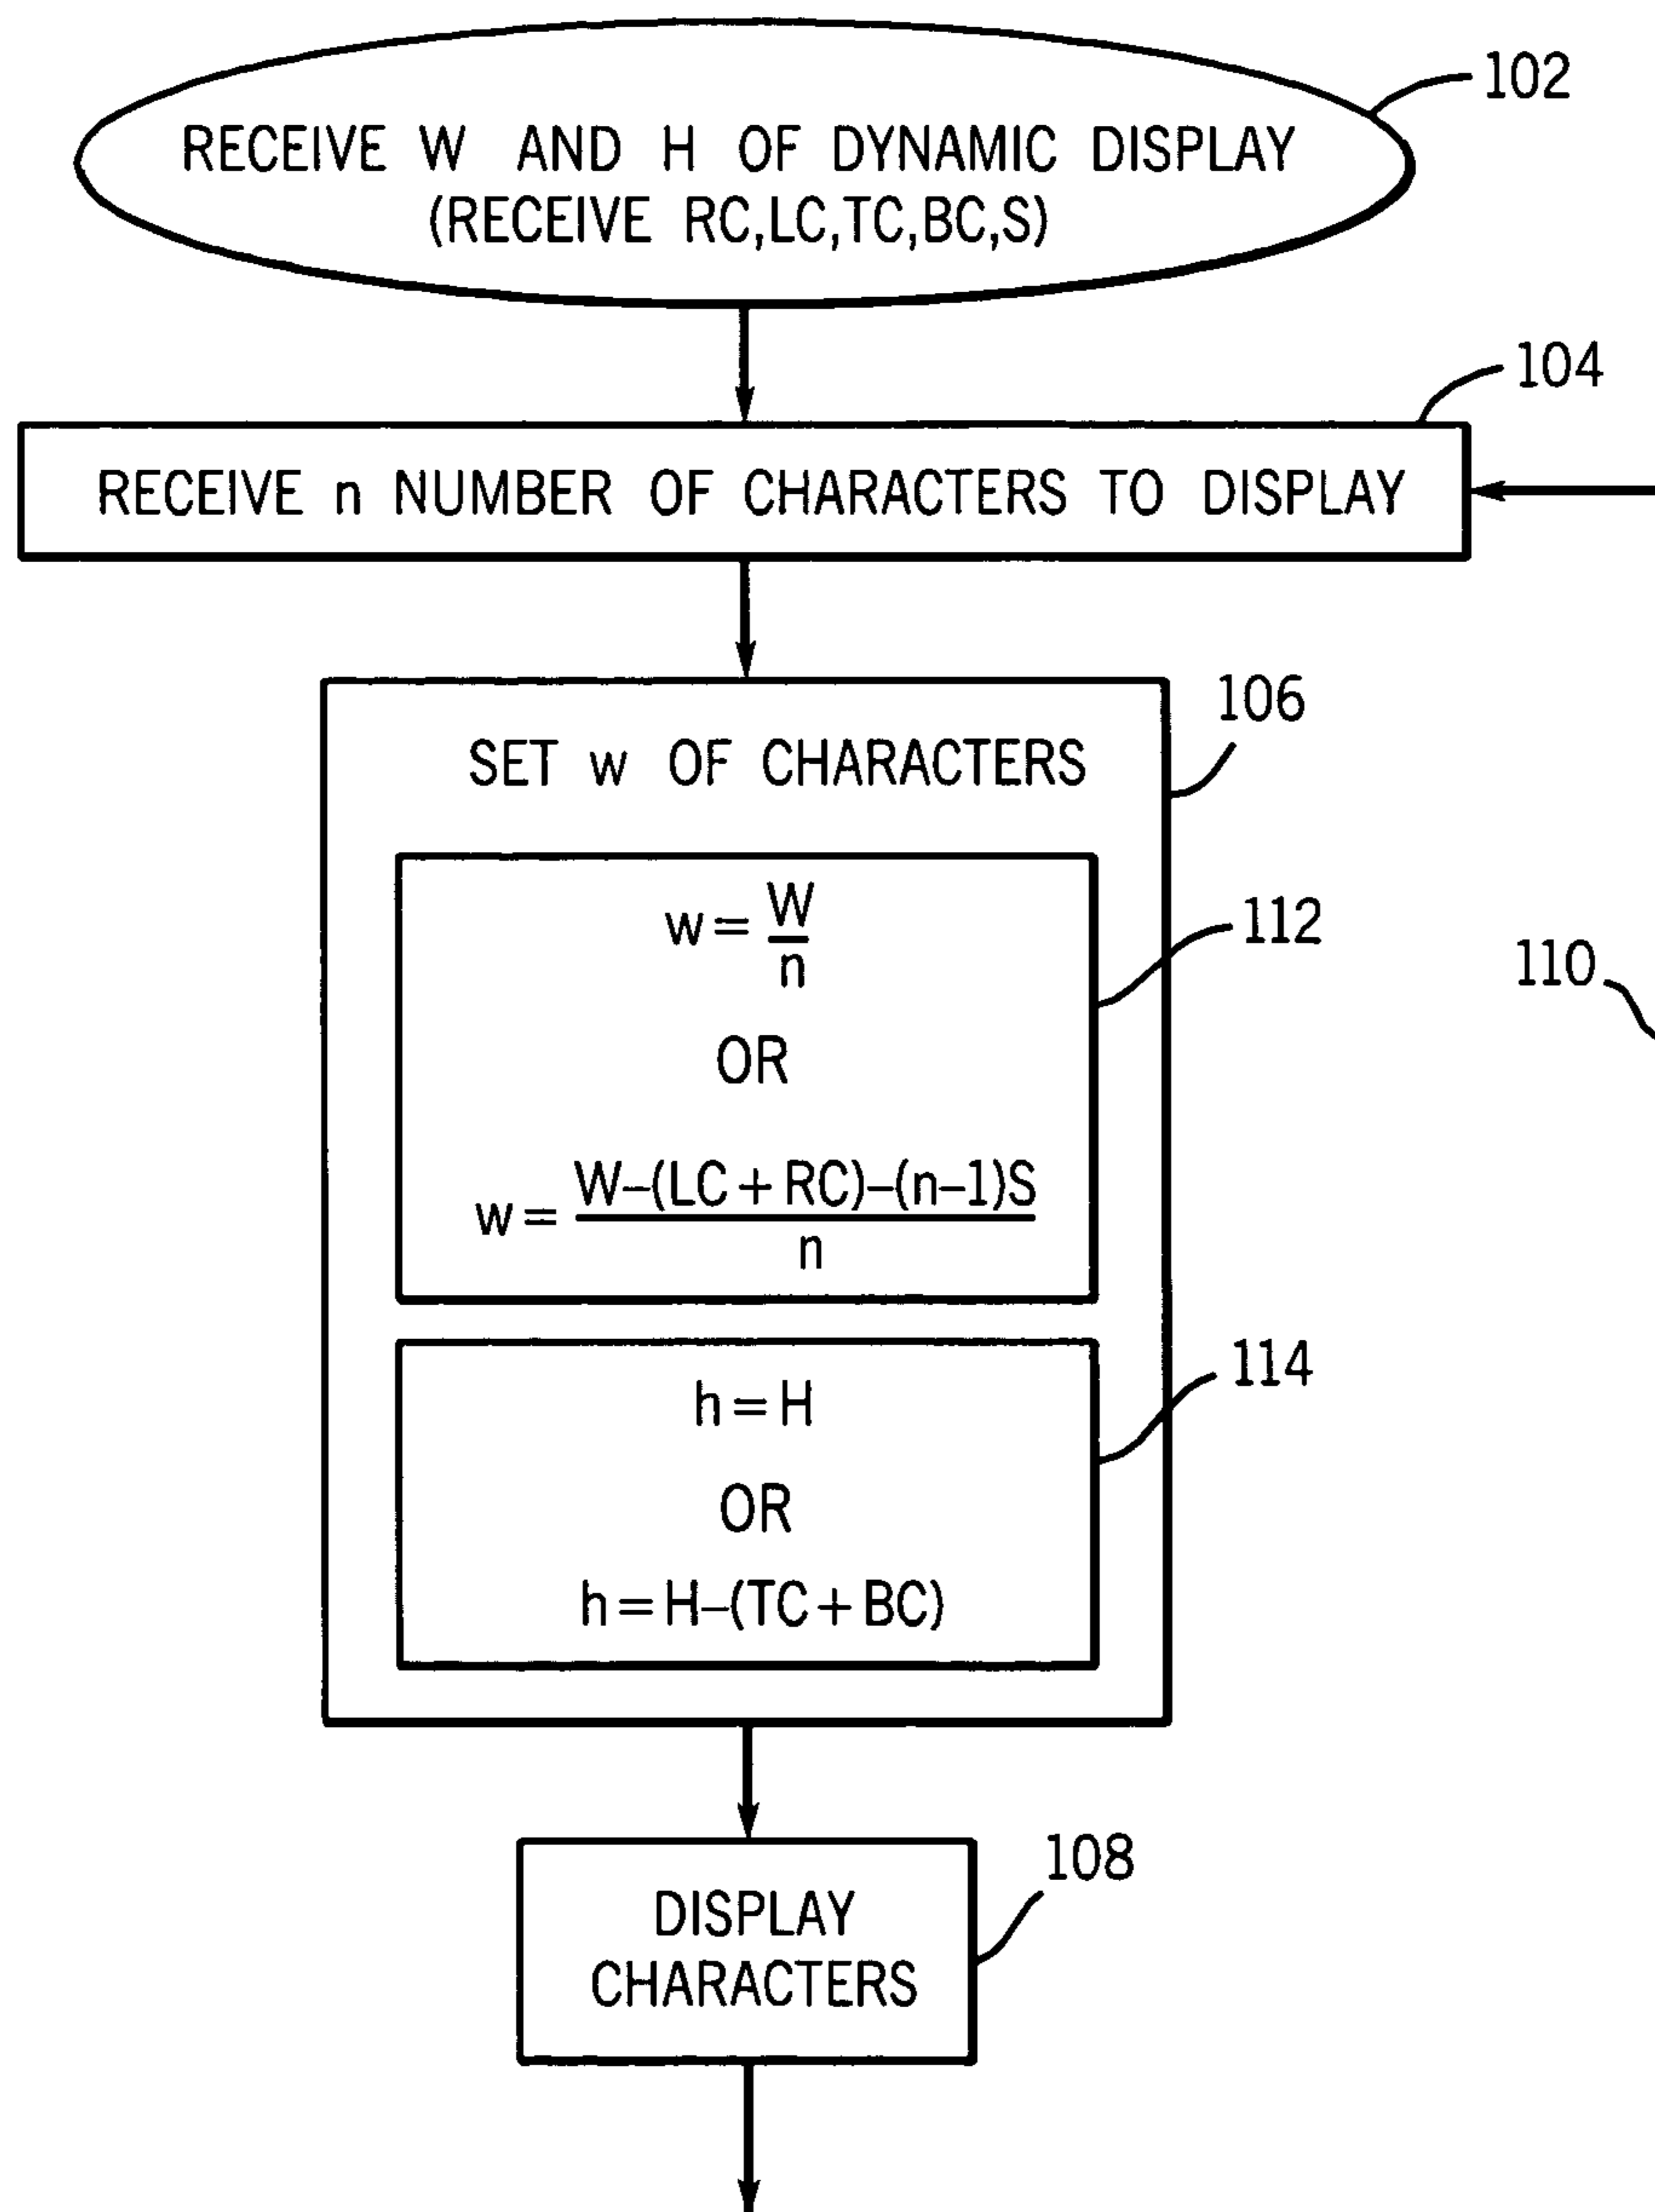 102
RECEIVE W AND H OF DYNAMIC DISPLAY
(RECEIVE RC,LC,TC,BC,S)
104
RECEIVE n NUMBER OF CHARACTERS TO DISPLAY
106
SET w OF CHARACTERS
w = W
n
112
110
OR
w = W–(LC + RC)–(n–1)S
n
114
h = H
OR
h = H–(TC + BC)
108
DISPLAY
CHARACTERS